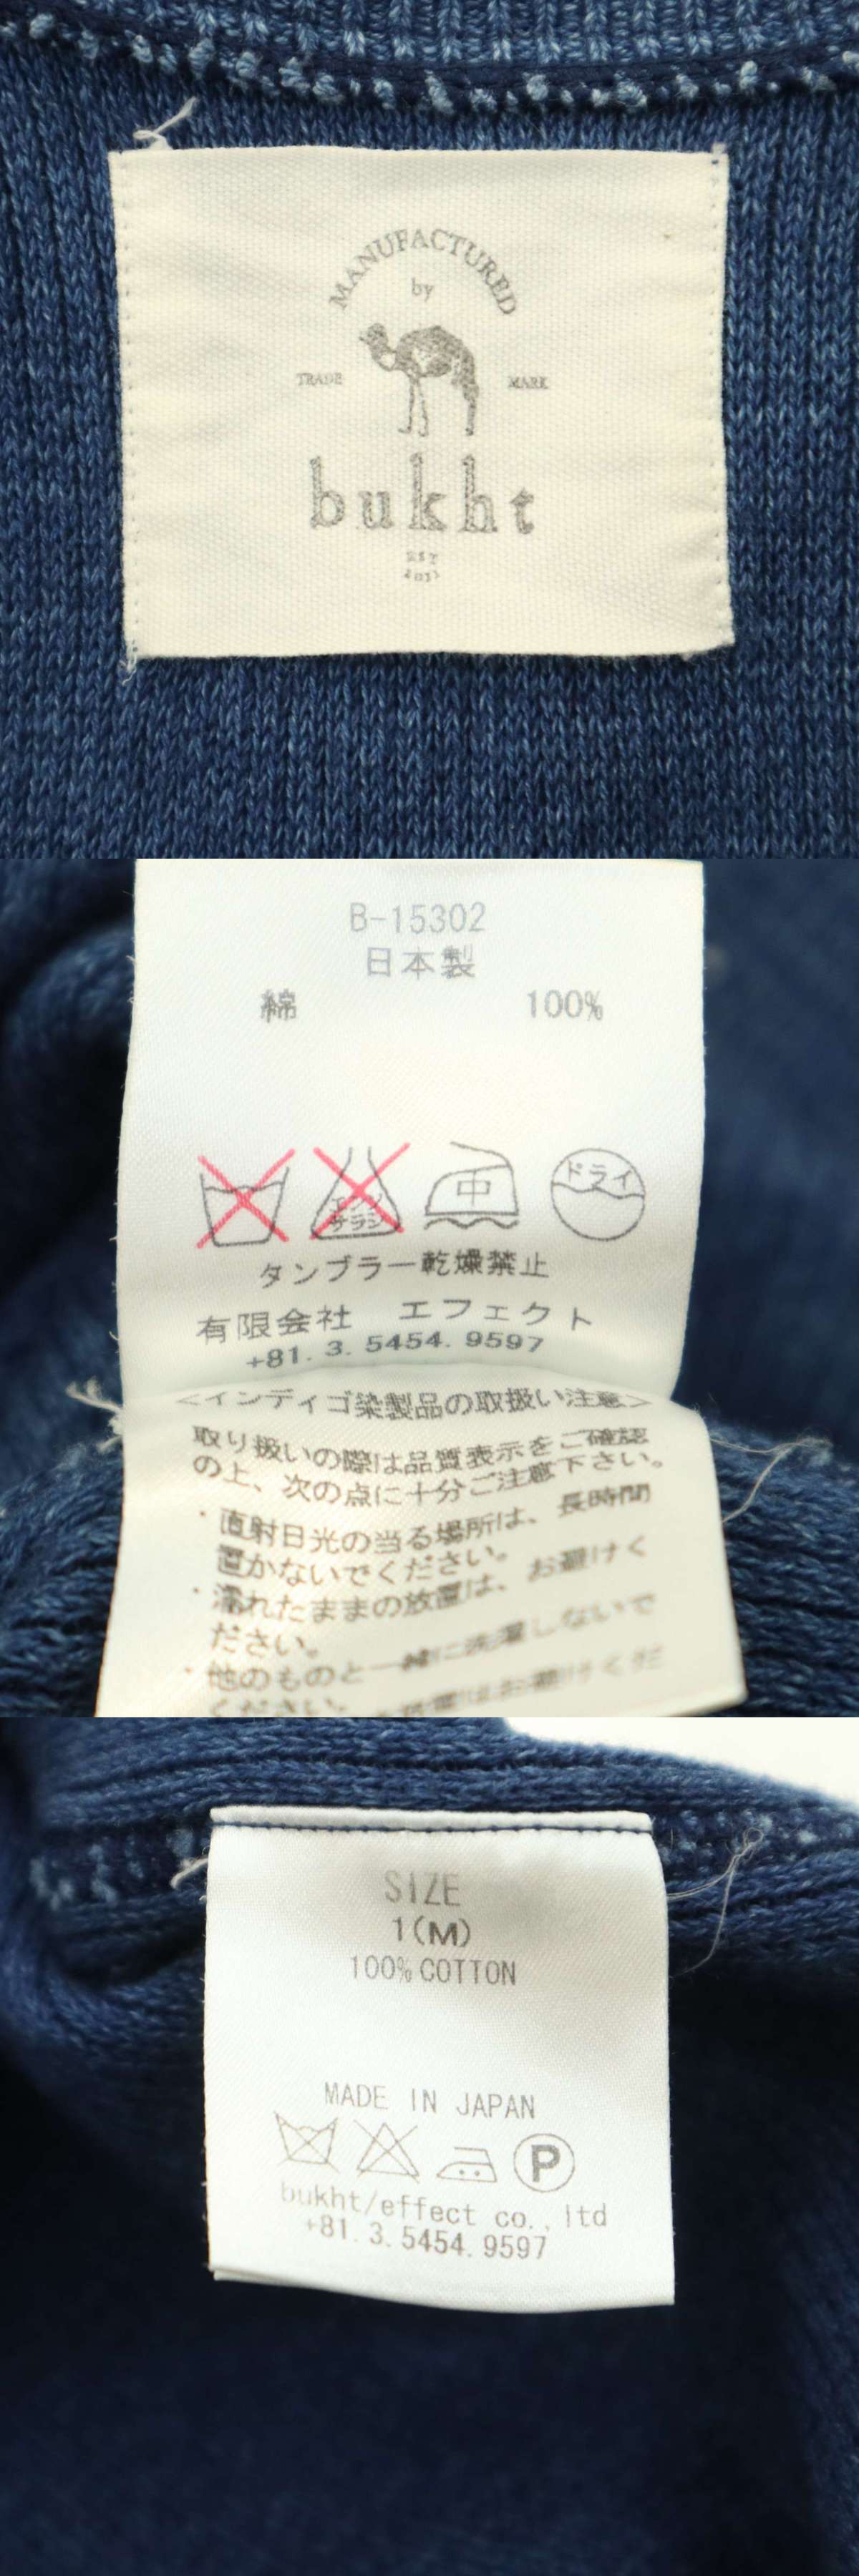 MANUFACTURED
by
TRADE MARK
bukht
EST
B-15302
日本製
綿 100%
エンソ
サラシ
中
ドライ
タンブラー乾燥禁止
有限会社 エフェクト
+81. 3. 5454. 9597
<インディゴ染製品の取扱い注意>
取り扱いの際は品質表示をご確認
の上、次の点に十分ご注意下さい。
・直射日光の当る場所は、長時間
置かないでください。
・濡れたままの放置は、お避けく
ださい。
・他のものと一緒に洗濯しないで
ください。
SIZE
1(M)
100% COTTON
MADE IN JAPAN
P
bukht/effect co., ltd
+81. 3. 5454. 9597